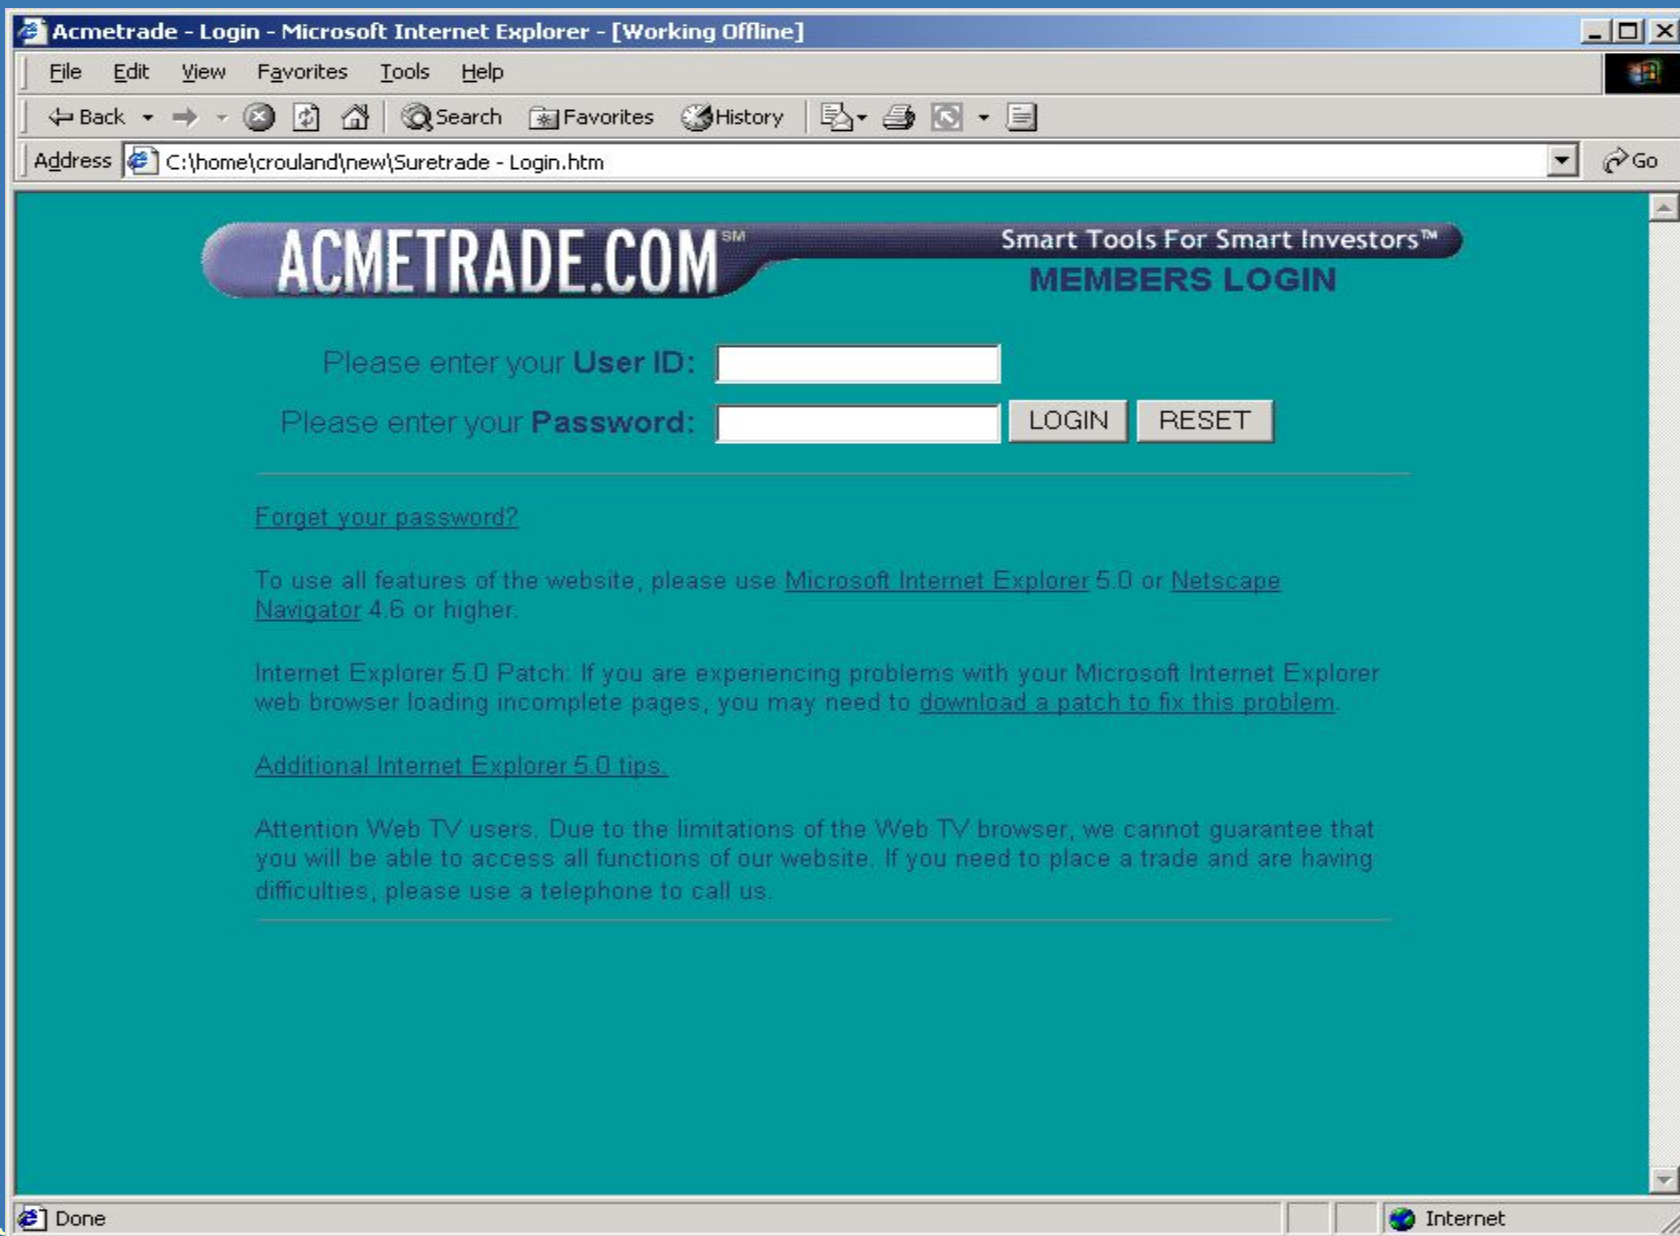 Acmetrade - Login - Microsoft Internet Explorer - [Working Offline]
File Edit View Favorites Tools Help
Back Search Favorites History
Address C:\home\crouland\new\Suretrade - Login.htm Go
ACMETRADE.COM SM Smart Tools For Smart Investors™
MEMBERS LOGIN
Please enter your User ID:
Please enter your Password: LOGIN RESET
Forget your password?
To use all features of the website, please use Microsoft Internet Explorer 5.0 or Netscape
Navigator 4.6 or higher.
Internet Explorer 5.0 Patch: If you are experiencing problems with your Microsoft Internet Explorer
web browser loading incomplete pages, you may need to download a patch to fix this problem.
Additional Internet Explorer 5.0 tips.
Attention Web TV users. Due to the limitations of the Web TV browser, we cannot guarantee that
you will be able to access all functions of our website. If you need to place a trade and are having
difficulties, please use a telephone to call us.
Done Internet